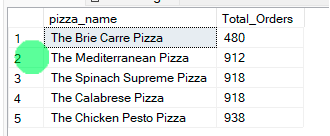 pizza_name Total_Orders
1 The Brie Carre Pizza 480
2 The Mediterranean Pizza 912
3 The Spinach Supreme Pizza 918
4 The Calabrese Pizza 918
5 The Chicken Pesto Pizza 938